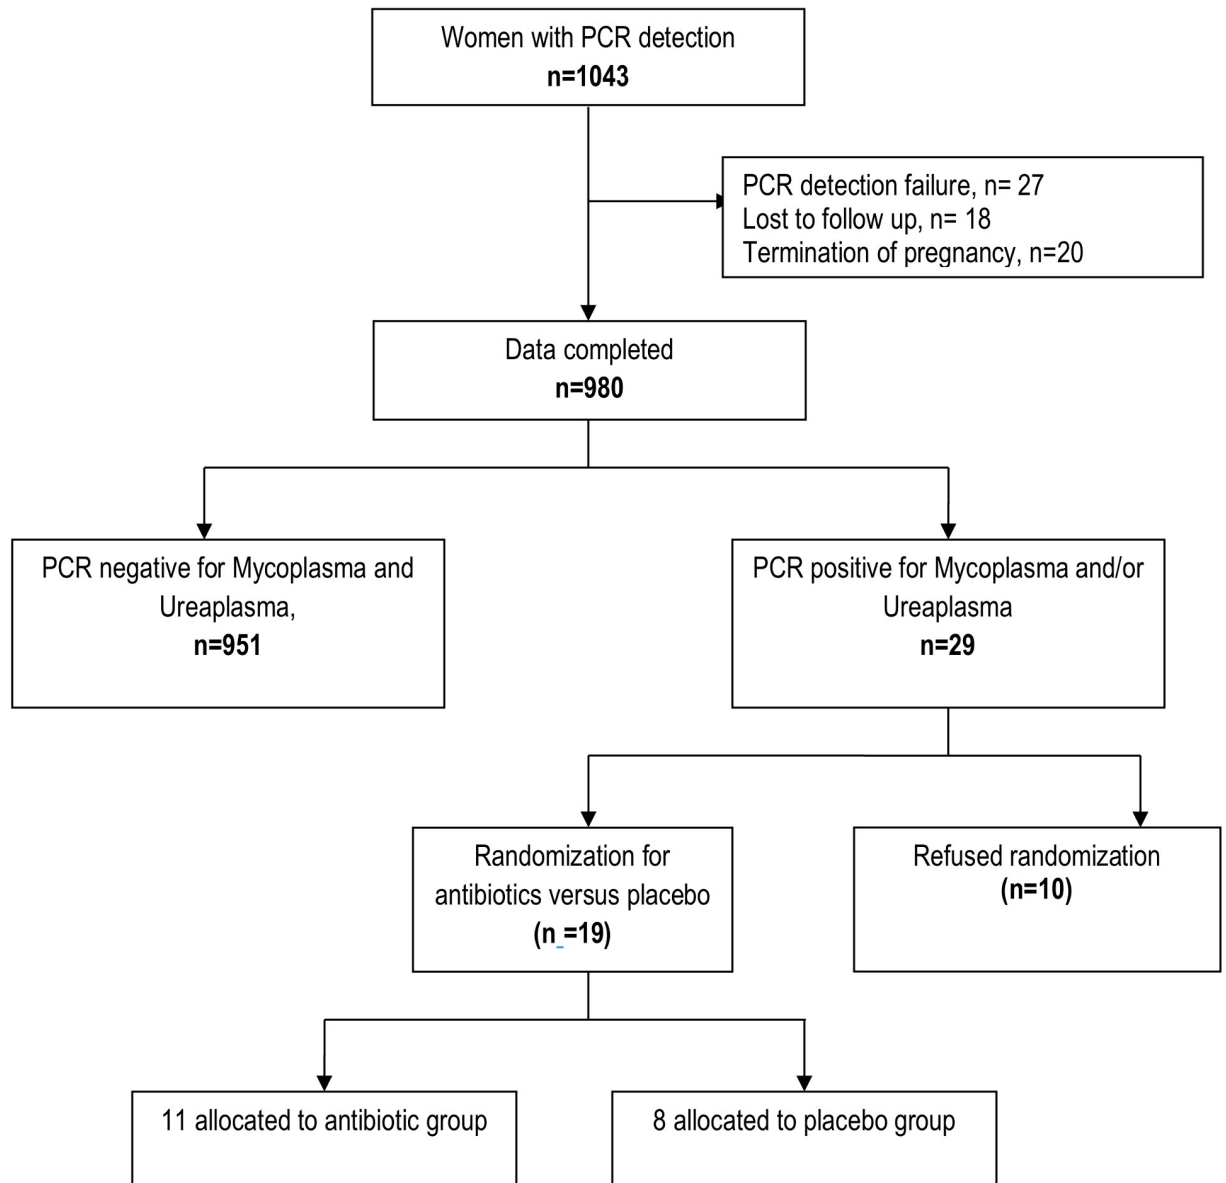 Women with PCR detection
n=1043
PCR detection failure, n= 27
Lost to follow up, n= 18
Termination of pregnancy, n=20
Data completed
n=980
PCR negative for Mycoplasma and
Ureaplasma,
n=951
PCR positive for Mycoplasma and/or
Ureaplasma
n=29
Randomization for
antibiotics versus placebo
(n =19)
Refused randomization
(n=10)
11 allocated to antibiotic group
8 allocated to placebo group